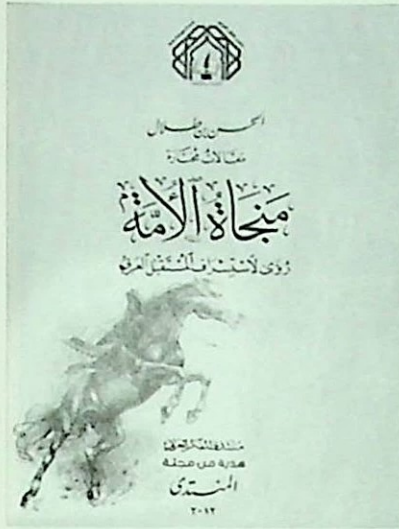 الحسن بن طلال
مقالات مختارة
منجاة الأمة
رؤى لاستشراف المستقبل العربي
منتدى الفكر العربي
هدية من مجلة
المنتدى
٢٠١٢